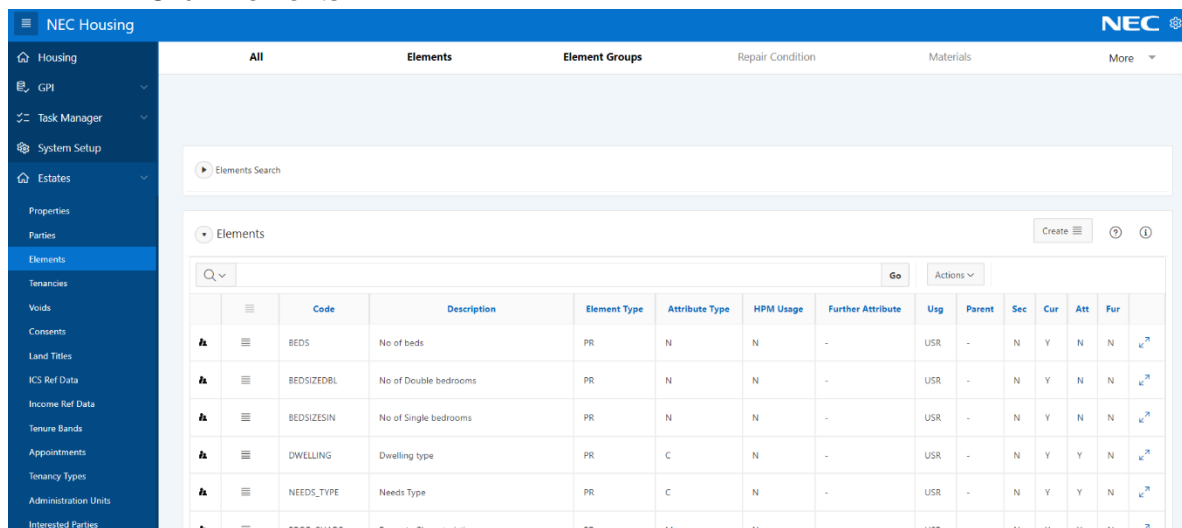 NEC Housing NEC
Housing
GPI
Task Manager
System Setup
Estates
Properties
Parties
Elements
Tenancies
Voids
Consents
Land Titles
ICS Ref Data
Income Ref Data
Tenure Bands
Appointments
Tenancy Types
Administration Units
Interested Parties
All Elements Element Groups Repair Condition Materials More
Elements Search
Elements Create
Go Actions
Code Description Element Type Attribute Type HPM Usage Further Attribute Usg Parent Sec Cur Att Fur
BEDS No of beds PR N N - USR - N Y N N
BEDSIZEDBL No of Double bedrooms PR N N - USR - N Y N N
BEDSIZESIN No of Single bedrooms PR N N - USR - N Y N N
DWELLING Dwelling type PR C N - USR - N Y Y N
NEEDS_TYPE Needs Type PR C N - USR - N Y Y N